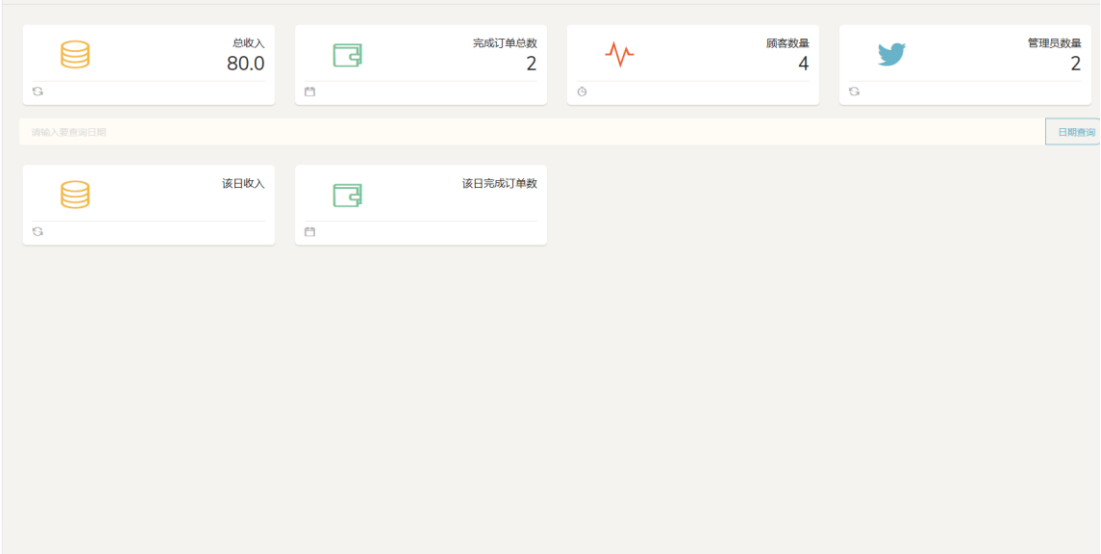 总收入
80.0
完成订单总数
2
顾客数量
4
管理员数量
2
请输入要查询日期
日期查询
该日收入
该日完成订单数